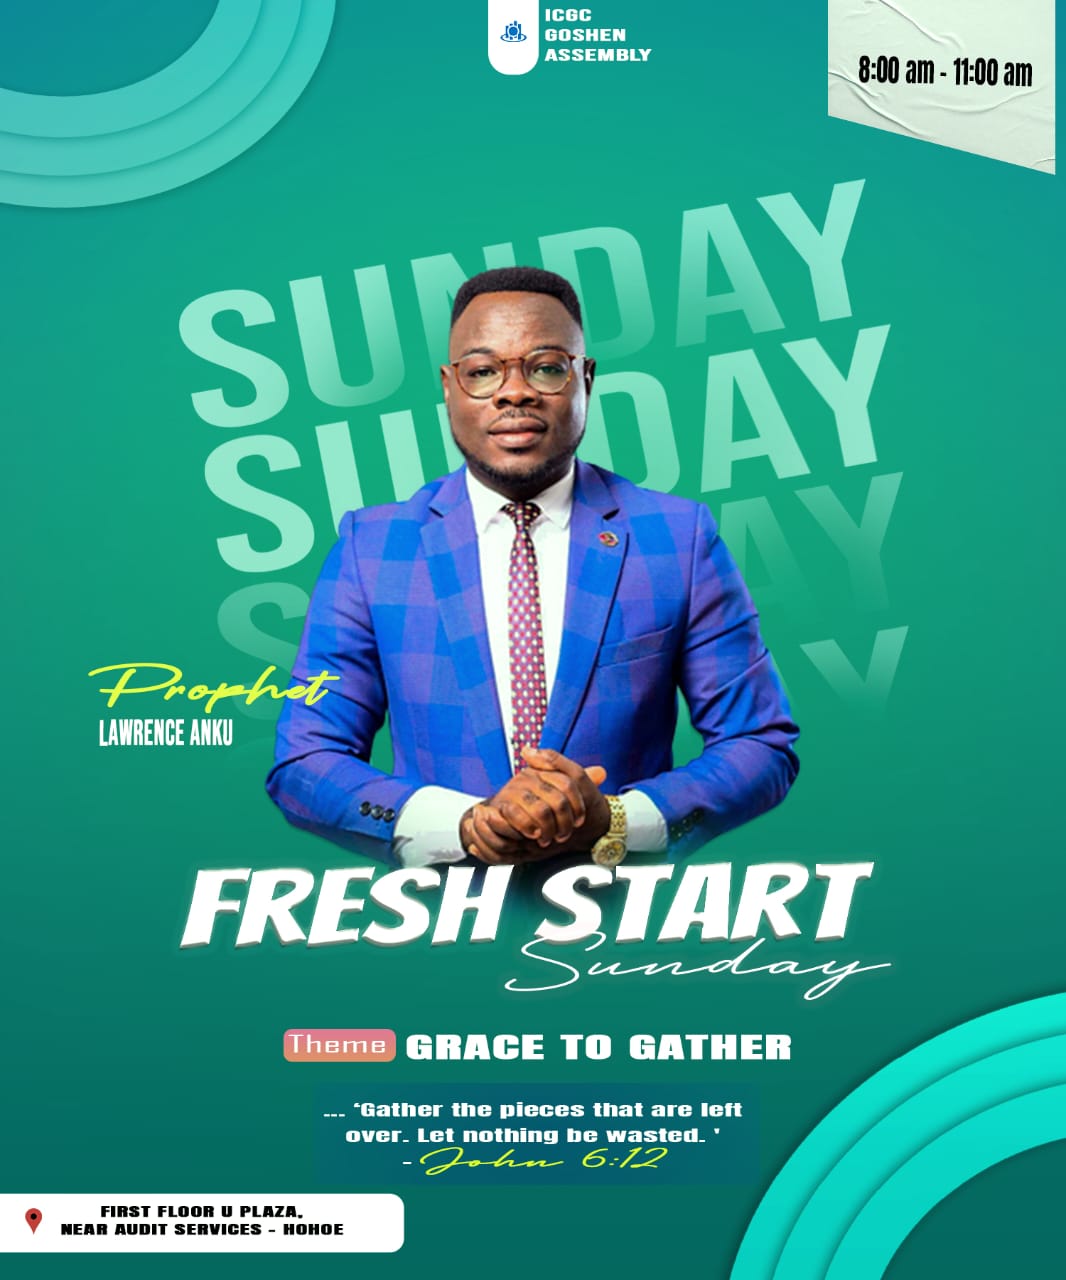 ICGC
GOSHEN
ASSEMBLY
8:00 am - 11:00 am
SUNDAY
SUNDAY
SUNDAY
Prophet
LAWRENCE ANKU
FRESH START
Sunday
Theme GRACE TO GATHER
... ‘Gather the pieces that are left
over. Let nothing be wasted. '
- John 6:12
FIRST FLOOR U PLAZA,
NEAR AUDIT SERVICES - HOHOE